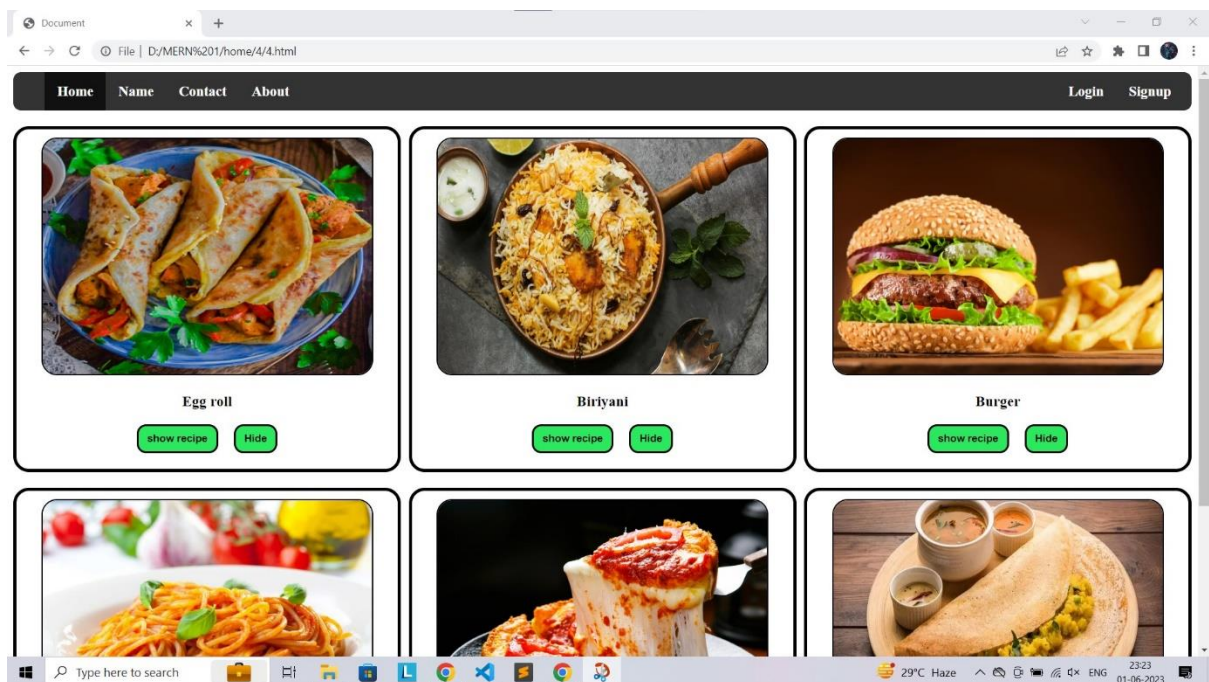 Document
File | D:/MERN%201/home/4/4.html
Home Name Contact About Login Signup
Egg roll Biriyani Burger
show recipe Hide show recipe Hide show recipe Hide
Type here to search L S 29°C Haze ENG 23:23
01-06-2023